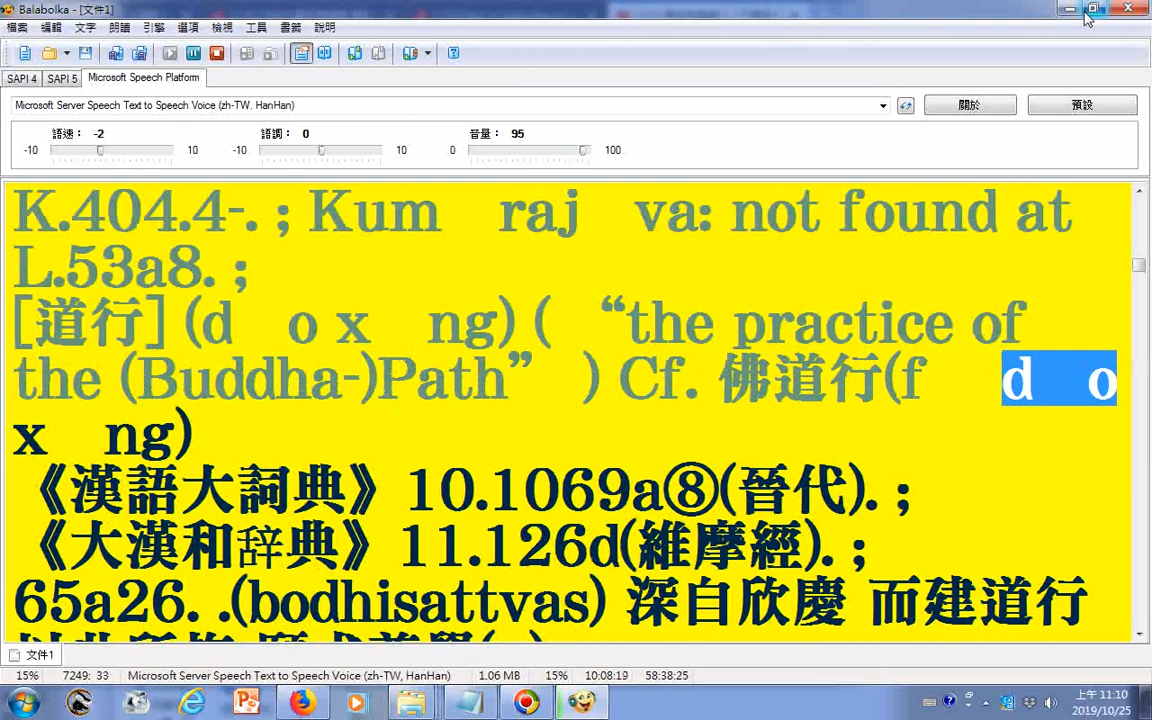 Balabolka - [文件1]
檔案 編輯 文字 朗讀 引擎 選項 檢視 工具 書籤 說明
SAPI 4 SAPI 5 Microsoft Speech Platform
Microsoft Server Speech Text to Speech Voice (zh-TW, HanHan) 關於 預設
語速： -2 語調： 0 音量： 95
-10 10 -10 10 0 100
K.404.4-. ; Kum raj va: not found at
L.53a8. ;
[道行] (d o x ng) ( “the practice of
the (Buddha-)Path” ) Cf. 佛道行(f d o
x ng)
《漢語大詞典》 10.1069a⑧(晉代). ;
《大漢和辞典》 11.126d(維摩經). ;
65a26. .(bodhisattvas) 深自欣慶 而建道行
文件1
15% 7249: 33 Microsoft Server Speech Text to Speech Voice (zh-TW, HanHan) 1.06 MB 15% 10:08:19 58:38:25
上午 11:10
2019/10/25